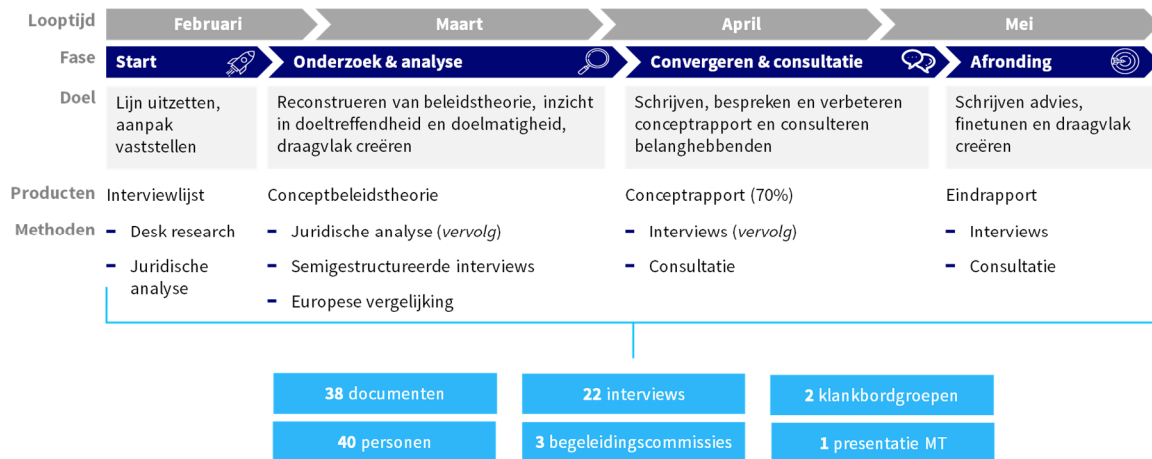 Looptijd Februari Maart April Mei
Fase Start Onderzoek & analyse Convergeren & consultatie Afronding
Doel
Lijn uitzetten,
aanpak
vaststellen
Reconstrueren van beleidstheorie, inzicht
in doeltreffendheid en doelmatigheid,
draagvlak creëren
Schrijven, bespreken en verbeteren
conceptrapport en consulteren
belanghebbenden
Schrijven advies,
finetunen en draagvlak
creëren
Producten Interviewlijst Conceptbeleidstheorie Conceptrapport (70%) Eindrapport
Methoden
– Desk research
– Juridische
analyse
– Juridische analyse (vervolg)
– Semigestructureerde interviews
– Europese vergelijking
– Interviews (vervolg)
– Consultatie
– Interviews
– Consultatie
38 documenten 22 interviews 2 klankbordgroepen
40 personen 3 begeleidingscommissies 1 presentatie MT